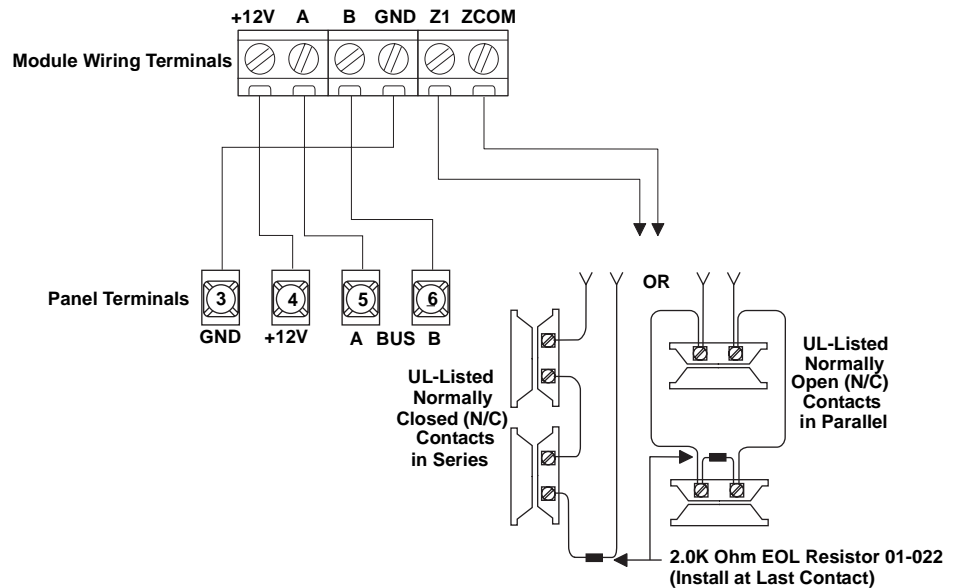 +12V A B GND Z1 ZCOM
Module Wiring Terminals
Panel Terminals
3 4 5 6
GND +12V A BUS B
OR
UL-Listed
Normally
Closed (N/C)
Contacts
in Series
UL-Listed
Normally
Open (N/C)
Contacts
in Parallel
2.0K Ohm EOL Resistor 01-022
(Install at Last Contact)